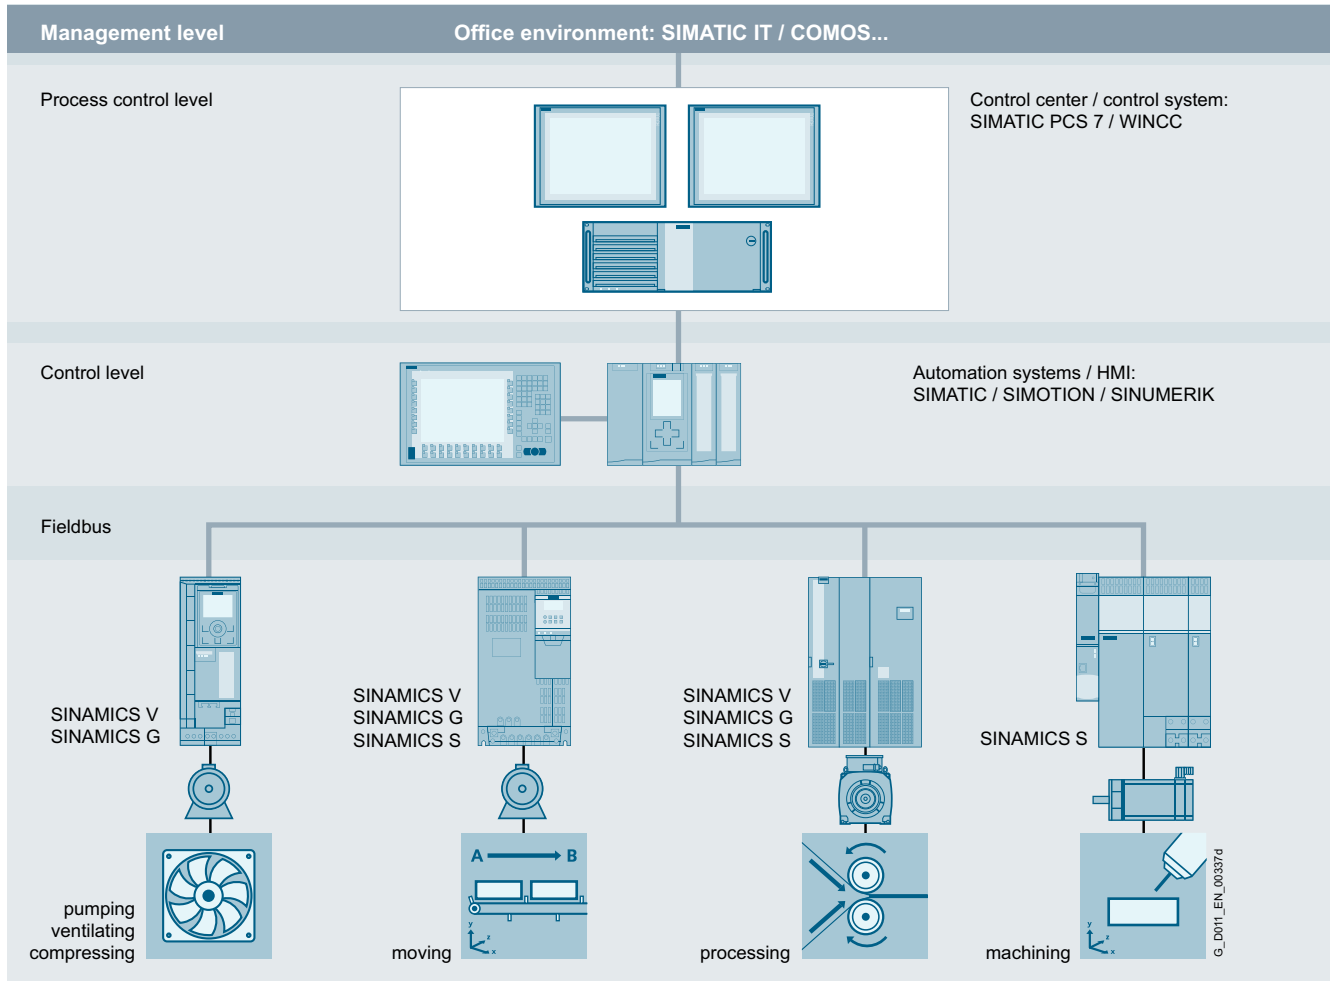 Management level
Office environment: SIMATIC IT / COMOS...
Process control level
Control center / control system:
SIMATIC PCS 7 / WINCC
Control level
Automation systems / HMI:
SIMATIC / SIMOTION / SINUMERIK
Fieldbus
SINAMICS V
SINAMICS G
SINAMICS V
SINAMICS G
SINAMICS S
SINAMICS V
SINAMICS G
SINAMICS S
SINAMICS S
pumping
ventilating
compressing
A B
y
z
x
moving
processing
y
z
x
machining
G_D011_EN_00337d